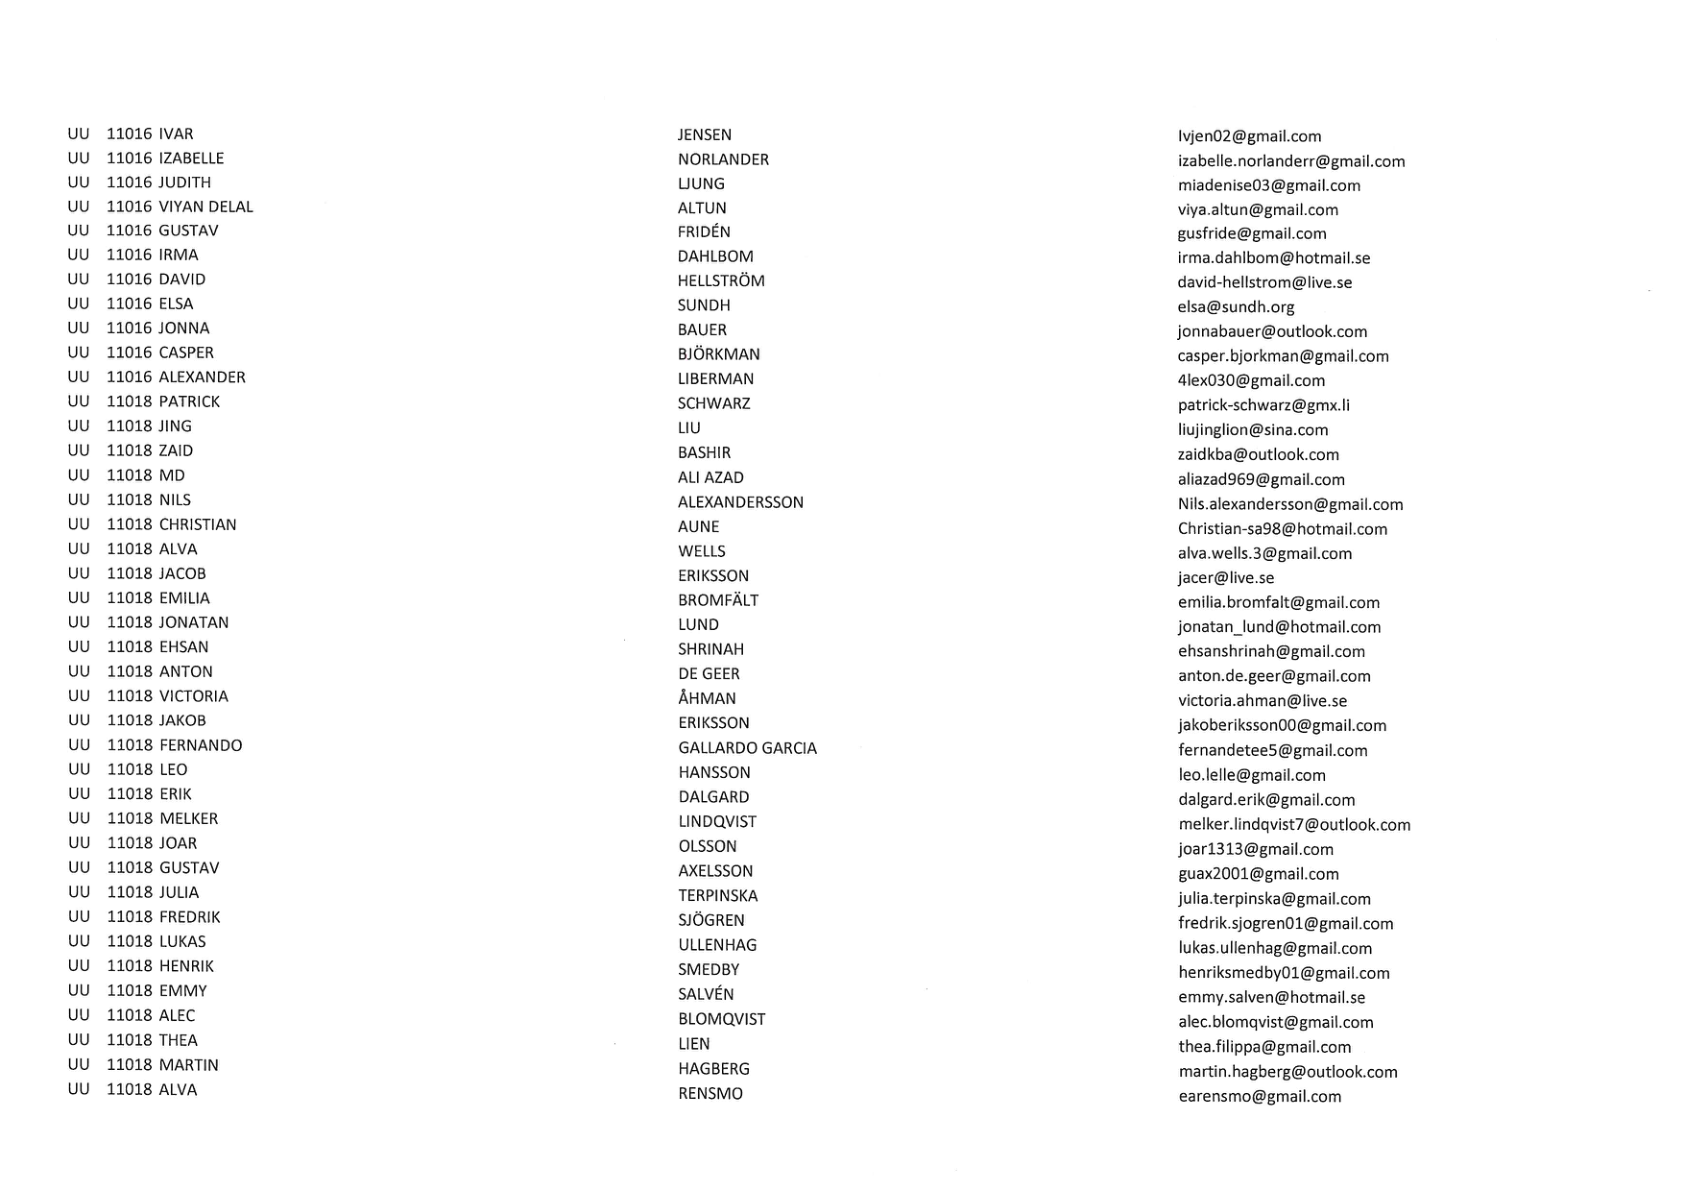 UU 11016 IVAR JENSEN Ivjen02@gmail.com
UU 11016 IZABELLE NORLANDER izabelle.norlanderr@gmail.com
UU 11016 JUDITH LJUNG miadenise03@gmail.com
UU 11016 VIYAN DELAL ALTUN viya.altun@gmail.com
UU 11016 GUSTAV FRIDÉN gusfride@gmail.com
UU 11016 IRMA DAHLBOM irma.dahlbom@hotmail.se
UU 11016 DAVID HELLSTRÖM david-hellstrom@live.se
UU 11016 ELSA SUNDH elsa@sundh.org
UU 11016 JONNA BAUER jonnabauer@outlook.com
UU 11016 CASPER BJÖRKMAN casper.bjorkman@gmail.com
UU 11016 ALEXANDER LIBERMAN 4lex030@gmail.com
UU 11018 PATRICK SCHWARZ patrick-schwarz@gmx.li
UU 11018 JING LIU liujinglion@sina.com
UU 11018 ZAID BASHIR zaidkba@outlook.com
UU 11018 MD ALI AZAD aliazad969@gmail.com
UU 11018 NILS ALEXANDERSSON Nils.alexandersson@gmail.com
UU 11018 CHRISTIAN AUNE Christian-sa98@hotmail.com
UU 11018 ALVA WELLS alva.wells.3@gmail.com
UU 11018 JACOB ERIKSSON jacer@live.se
UU 11018 EMILIA BROMFÄLT emilia.bromfalt@gmail.com
UU 11018 JONATAN LUND jonatan_lund@hotmail.com
UU 11018 EHSAN SHRINAH ehsanshrinah@gmail.com
UU 11018 ANTON DE GEER anton.de.geer@gmail.com
UU 11018 VICTORIA ÅHMAN victoria.ahman@live.se
UU 11018 JAKOB ERIKSSON jakoberiksson00@gmail.com
UU 11018 FERNANDO GALLARDO GARCIA fernandetee5@gmail.com
UU 11018 LEO HANSSON leo.lelle@gmail.com
UU 11018 ERIK DALGARD dalgard.erik@gmail.com
UU 11018 MELKER LINDQVIST melker.lindqvist7@outlook.com
UU 11018 JOAR OLSSON joar1313@gmail.com
UU 11018 GUSTAV AXELSSON guax2001@gmail.com
UU 11018 JULIA TERPINSKA julia.terpinska@gmail.com
UU 11018 FREDRIK SJÖGREN fredrik.sjogren01@gmail.com
UU 11018 LUKAS ULLENHAG lukas.ullenhag@gmail.com
UU 11018 HENRIK SMEDBY henriksmedby01@gmail.com
UU 11018 EMMY SALVÉN emmy.salven@hotmail.se
UU 11018 ALEC BLOMQVIST alec.blomqvist@gmail.com
UU 11018 THEA LIEN thea.filippa@gmail.com
UU 11018 MARTIN HAGBERG martin.hagberg@outlook.com
UU 11018 ALVA RENSMO earensmo@gmail.com